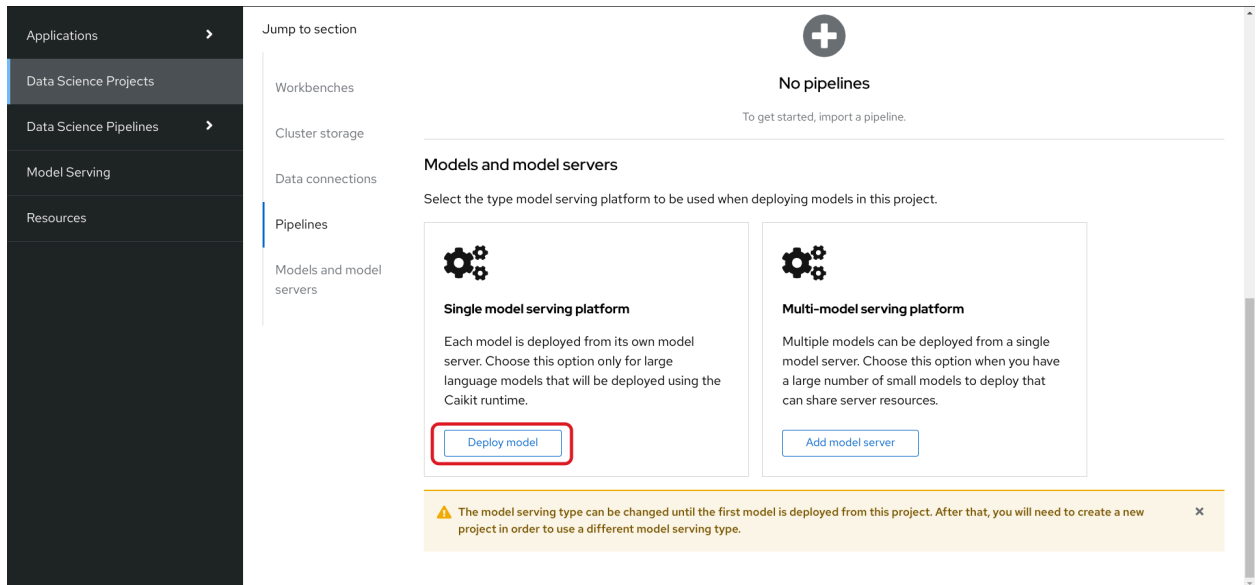 Applications
Data Science Projects
Data Science Pipelines
Model Serving
Resources
Jump to section
Workbenches
Cluster storage
Data connections
Pipelines
Models and model
servers
No pipelines
To get started, import a pipeline.
Models and model servers
Select the type model serving platform to be used when deploying models in this project.
Single model serving platform
Each model is deployed from its own model
server. Choose this option only for large
language models that will be deployed using the
Caikit runtime.
Deploy model
Multi-model serving platform
Multiple models can be deployed from a single
model server. Choose this option when you have
a large number of small models to deploy that
can share server resources.
Add model server
The model serving type can be changed until the first model is deployed from this project. After that, you will need to create a new
project in order to use a different model serving type.